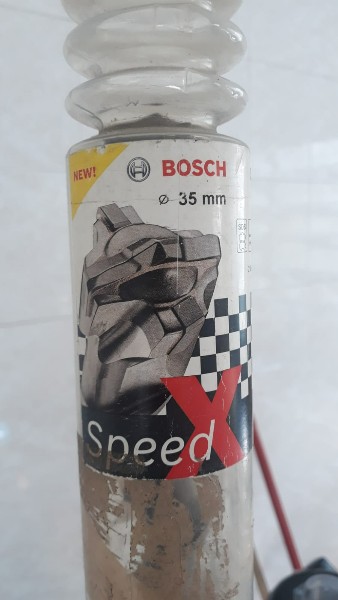 NEW!
BOSCH
ø 35 mm
SpeedX